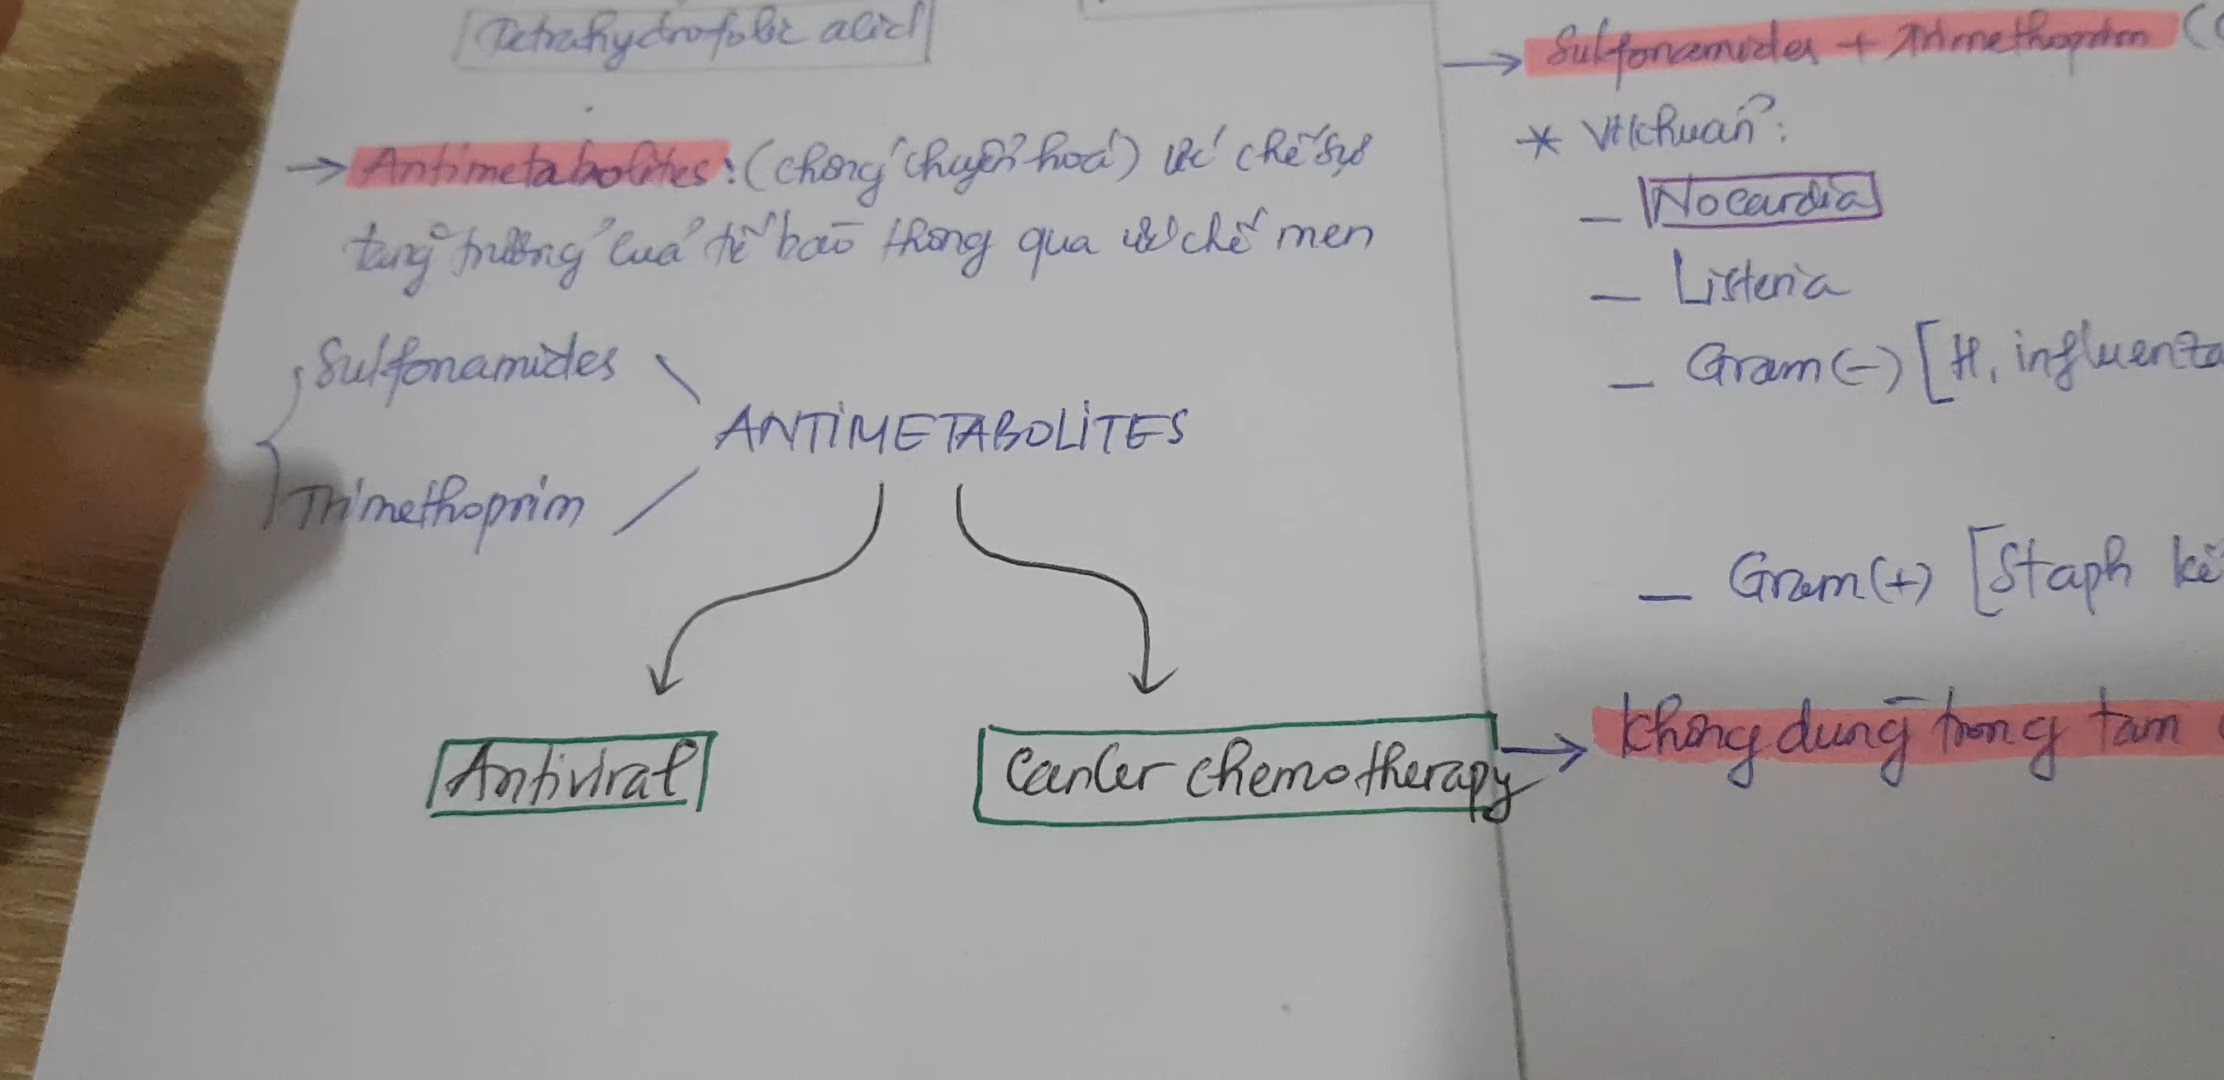 Tetrahydrofolic acid
→ Antimetabolites: (chống chuyển hoá) ức chế sự
tăng trưởng của tế bào thông qua ức chế men
Sulfonamides
ANTIMETABOLITES
Trimethoprim
Antiviral
Cancer chemotherapy
→ Sulfonamides + Trimethoprim (
* Vi khuẩn:
- Nocardia
- Listeria
- Gram (-) [H. influenza
- Gram (+) [Staph
→ Không dùng trong tam